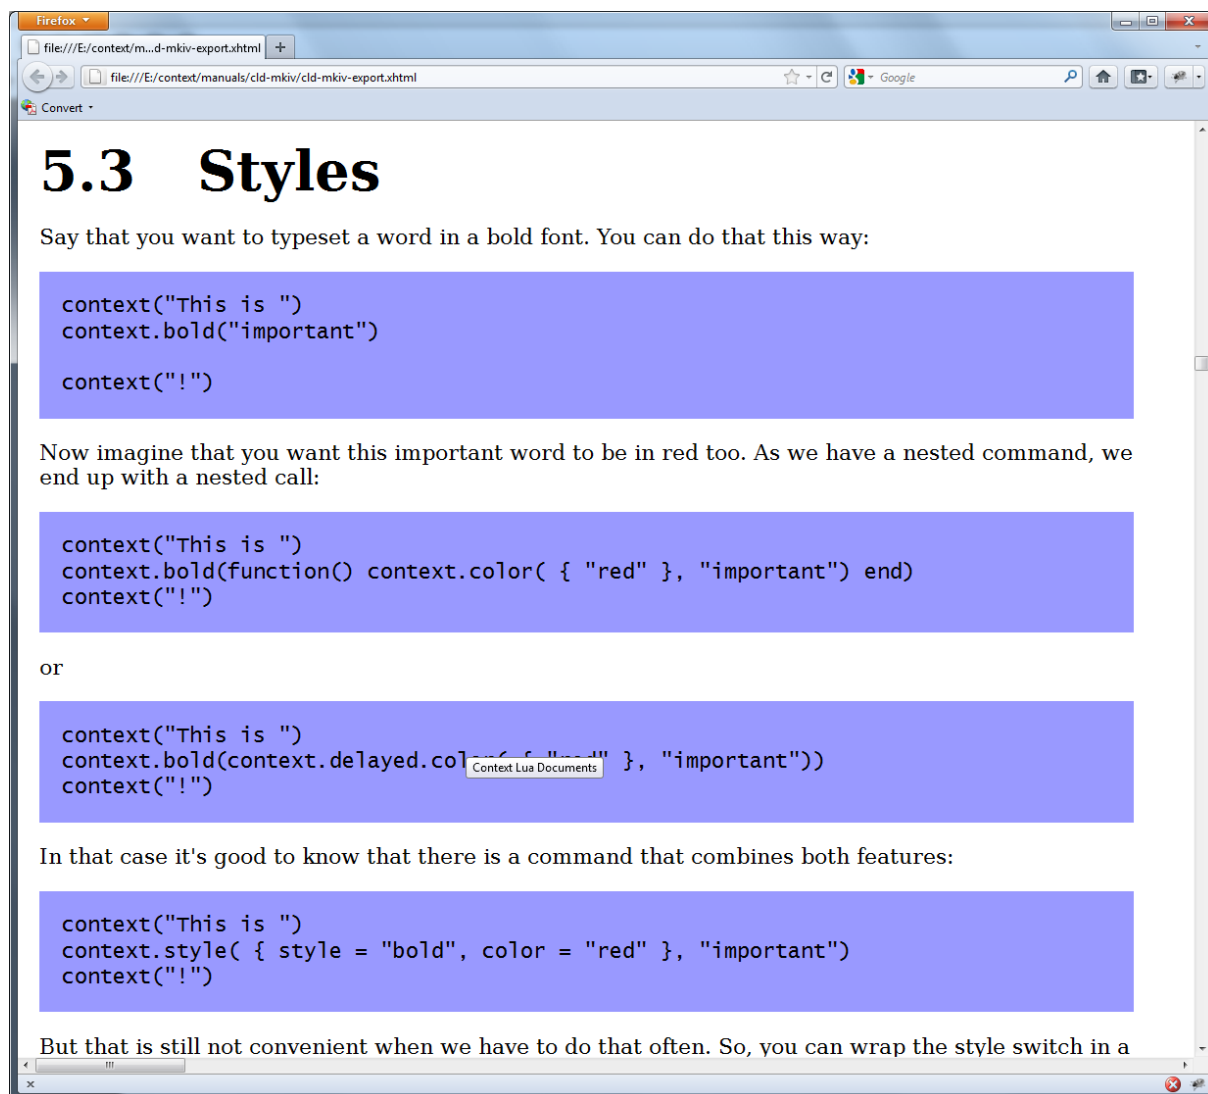 Firefox
file:///E:/context/m...d-mkiv-export.xhtml
file:///E:/context/manuals/cld-mkiv/cld-mkiv-export.xhtml
Google
Convert
5.3 Styles
Say that you want to typeset a word in a bold font. You can do that this way:
context("This is ")
context.bold("important")
context("!")
Now imagine that you want this important word to be in red too. As we have a nested command, we
end up with a nested call:
context("This is ")
context.bold(function() context.color( { "red" }, "important") end)
context("!")
or
context("This is ")
context.bold(context.delayed.color( { "red" }, "important"))
Context Lua Documents
context("!")
In that case it's good to know that there is a command that combines both features:
context("This is ")
context.style( { style = "bold", color = "red" }, "important")
context("!")
But that is still not convenient when we have to do that often. So, you can wrap the style switch in a